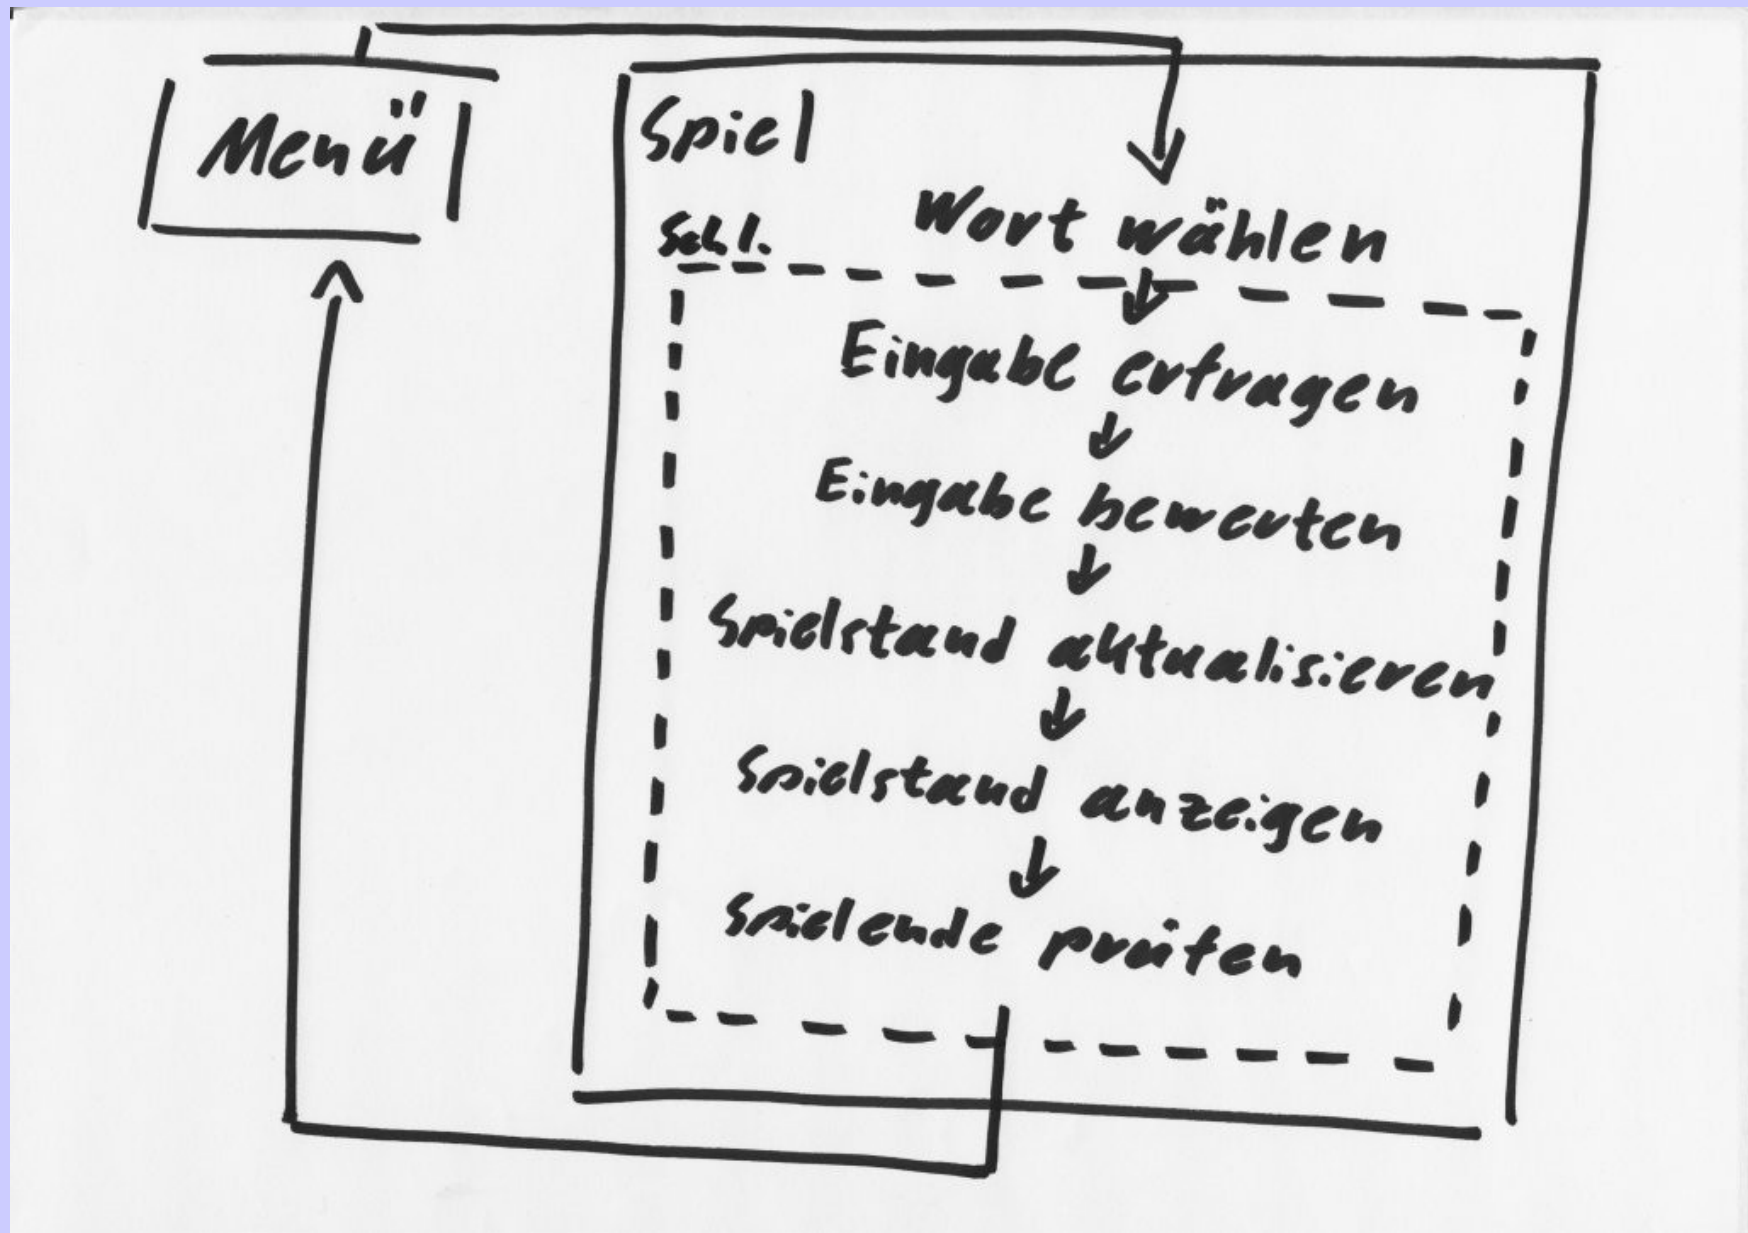 Menü
Spiel
Wort wählen
Schl.
Eingabe erfragen
Eingabe bewerten
Spielstand aktualisieren
Spielstand anzeigen
Spielende prüfen